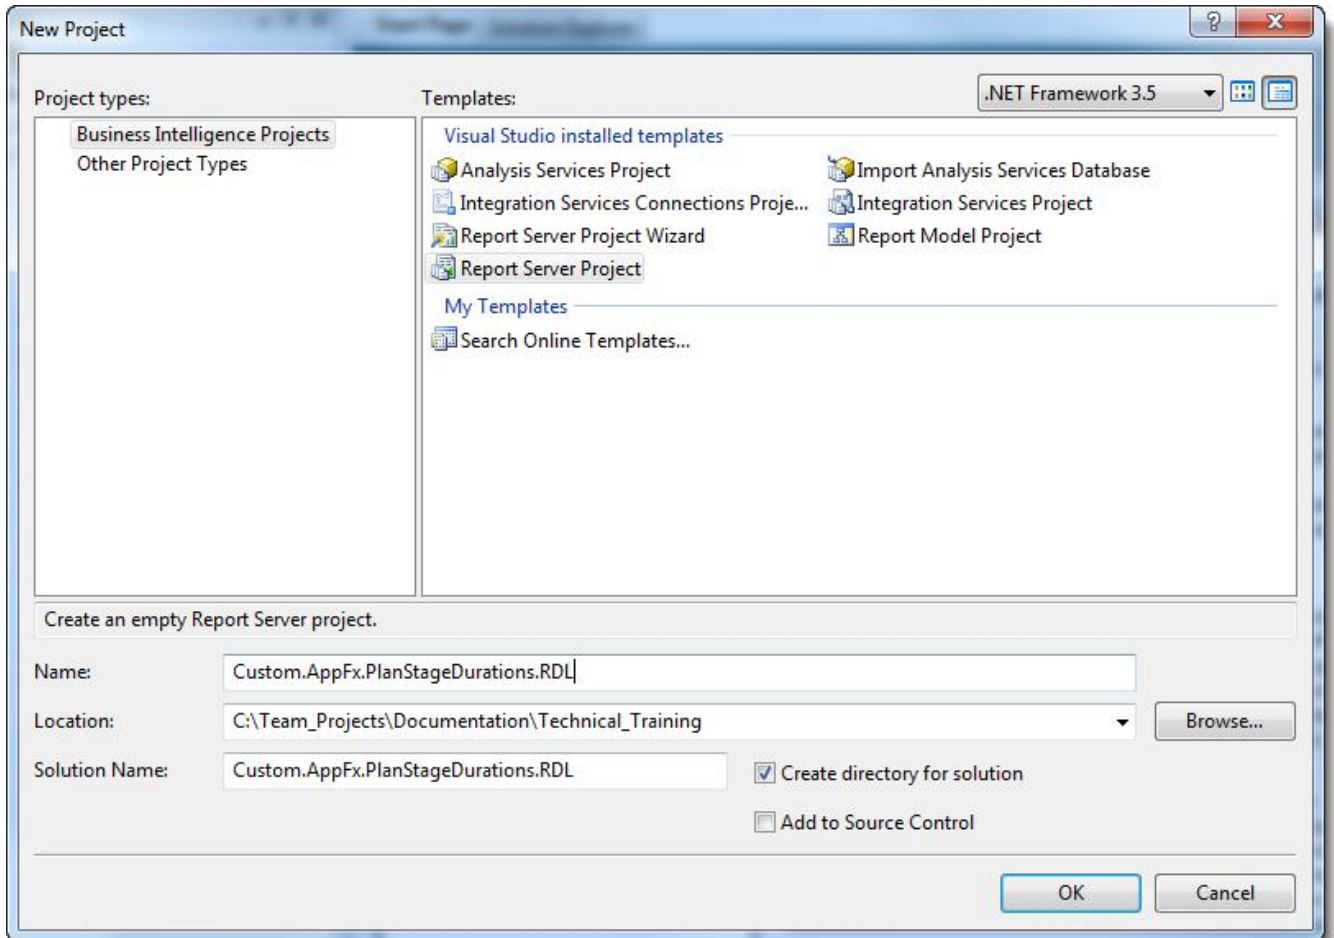 New Project
Project types:
Templates:
.NET Framework 3.5
Business Intelligence Projects
Other Project Types
Visual Studio installed templates
Analysis Services Project
Import Analysis Services Database
Integration Services Connections Proje...
Integration Services Project
Report Server Project Wizard
Report Model Project
Report Server Project
My Templates
Search Online Templates...
Create an empty Report Server project.
Name:
Custom.AppFx.PlanStageDurations.RDL
Location:
C:\Team_Projects\Documentation\Technical_Training
Browse...
Solution Name:
Custom.AppFx.PlanStageDurations.RDL
Create directory for solution
Add to Source Control
OK
Cancel